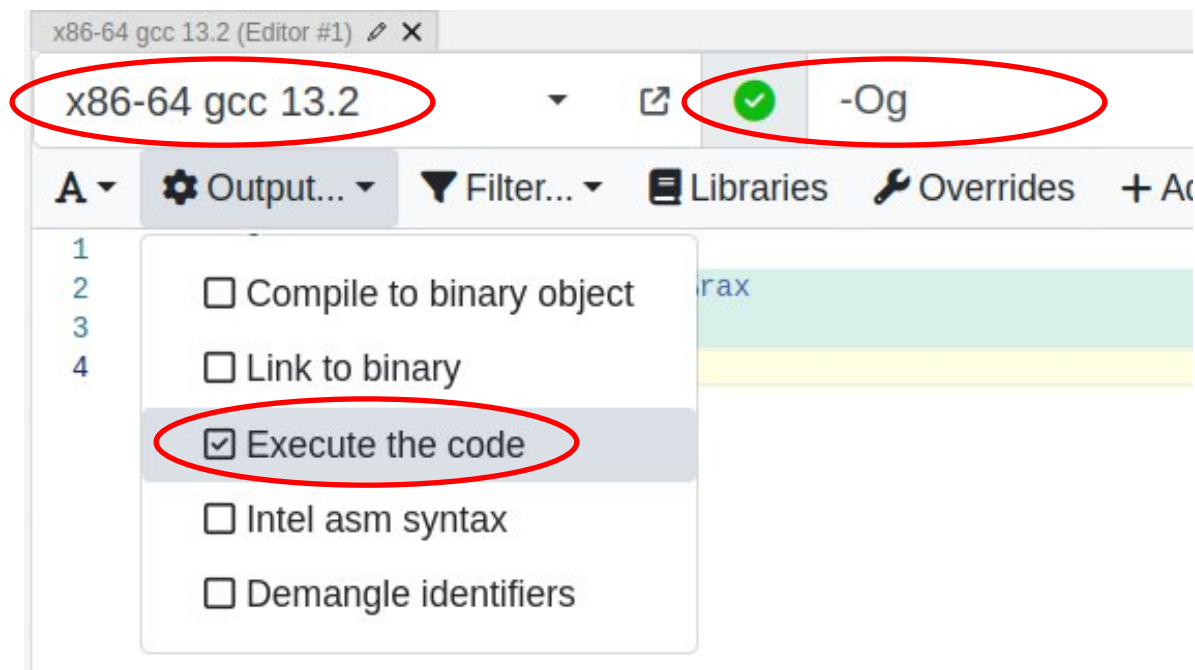 x86-64 gcc 13.2 (Editor #1)
x86-64 gcc 13.2 -Og
A Output... Filter... Libraries Overrides
1
2 rax
3
4
Compile to binary object
Link to binary
Execute the code
Intel asm syntax
Demangle identifiers